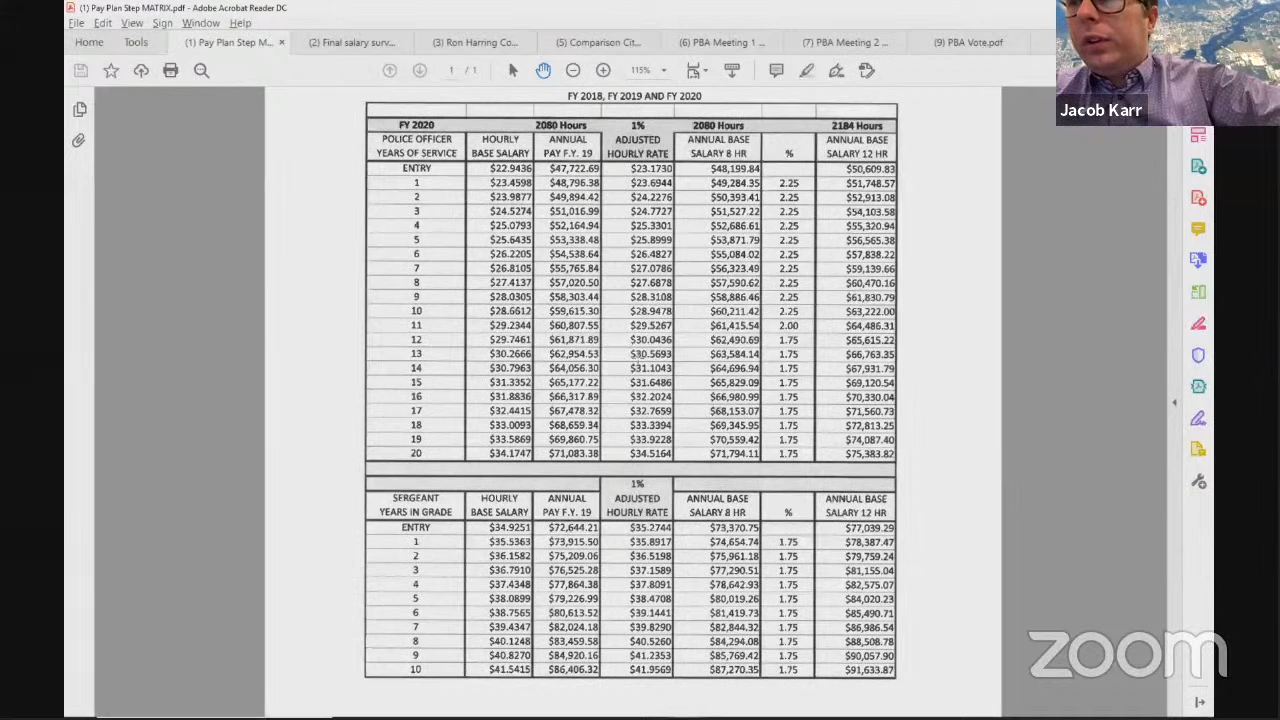 (1) Pay Plan Step MATRIX.pdf - Adobe Acrobat Reader DC
File Edit View Sign Window Help
Home Tools (1) Pay Plan Step M... × (2) Final salary surv... (3) Ron Harring Co... (5) Comparison Cit... (6) PBA Meeting 1 ... (7) PBA Meeting 2 ... (9) PBA Vote.pdf
1 / 1 115%
Jacob Karr
FY 2018, FY 2019 AND FY 2020
FY 2020 2080 Hours 1% 2080 Hours 2184 Hours
POLICE OFFICER HOURLY ANNUAL ADJUSTED ANNUAL BASE ANNUAL BASE
YEARS OF SERVICE BASE SALARY PAY F.Y. 19 HOURLY RATE SALARY 8 HR % SALARY 12 HR
ENTRY $22.9436 $47,722.69 $23.1730 $48,199.84 $50,609.83
1 $23.4598 $48,796.38 $23.6944 $49,284.35 2.25 $51,748.57
2 $23.9877 $49,894.42 $24.2276 $50,393.41 2.25 $52,913.08
3 $24.5274 $51,016.99 $24.7727 $51,527.22 2.25 $54,103.58
4 $25.0793 $52,164.94 $25.3301 $52,686.61 2.25 $55,320.94
5 $25.6435 $53,338.48 $25.8999 $53,871.79 2.25 $56,565.38
6 $26.2205 $54,538.64 $26.4827 $55,084.02 2.25 $57,838.22
7 $26.8105 $55,765.84 $27.0786 $56,323.49 2.25 $59,139.66
8 $27.4137 $57,020.50 $27.6878 $57,590.62 2.25 $60,470.16
9 $28.0305 $58,303.44 $28.3108 $58,886.46 2.25 $61,830.79
10 $28.6612 $59,615.30 $28.9478 $60,211.42 2.25 $63,222.00
11 $29.2344 $60,807.55 $29.5267 $61,415.54 2.00 $64,486.31
12 $29.7461 $61,871.89 $30.0436 $62,490.69 1.75 $65,615.22
13 $30.2666 $62,954.53 $30.5693 $63,584.14 1.75 $66,763.35
14 $30.7963 $64,056.30 $31.1043 $64,696.94 1.75 $67,931.79
15 $31.3352 $65,177.22 $31.6486 $65,829.09 1.75 $69,120.54
16 $31.8836 $66,317.89 $32.2024 $66,980.99 1.75 $70,330.04
17 $32.4415 $67,478.32 $32.7659 $68,153.07 1.75 $71,560.73
18 $33.0093 $68,659.34 $33.3394 $69,345.95 1.75 $72,813.25
19 $33.5869 $69,860.75 $33.9228 $70,559.42 1.75 $74,087.40
20 $34.1747 $71,083.38 $34.5164 $71,794.11 1.75 $75,383.82
1%
SERGEANT HOURLY ANNUAL ADJUSTED ANNUAL BASE ANNUAL BASE
YEARS IN GRADE BASE SALARY PAY F.Y. 19 HOURLY RATE SALARY 8 HR % SALARY 12 HR
ENTRY $34.9251 $72,644.21 $35.2744 $73,370.75 $77,039.29
1 $35.5363 $73,915.50 $35.8917 $74,654.74 1.75 $78,387.47
2 $36.1582 $75,209.06 $36.5198 $75,961.18 1.75 $79,759.24
3 $36.7910 $76,525.28 $37.1589 $77,290.51 1.75 $81,155.04
4 $37.4348 $77,864.38 $37.8091 $78,642.93 1.75 $82,575.07
5 $38.0899 $79,226.99 $38.4708 $80,019.26 1.75 $84,020.23
6 $38.7565 $80,613.52 $39.1441 $81,419.73 1.75 $85,490.71
7 $39.4347 $82,024.18 $39.8290 $82,844.32 1.75 $86,986.54
8 $40.1248 $83,459.58 $40.5260 $84,294.08 1.75 $88,508.78
9 $40.8270 $84,920.16 $41.2353 $85,769.42 1.75 $90,057.90
10 $41.5415 $86,406.32 $41.9569 $87,270.35 1.75 $91,633.87
zoom